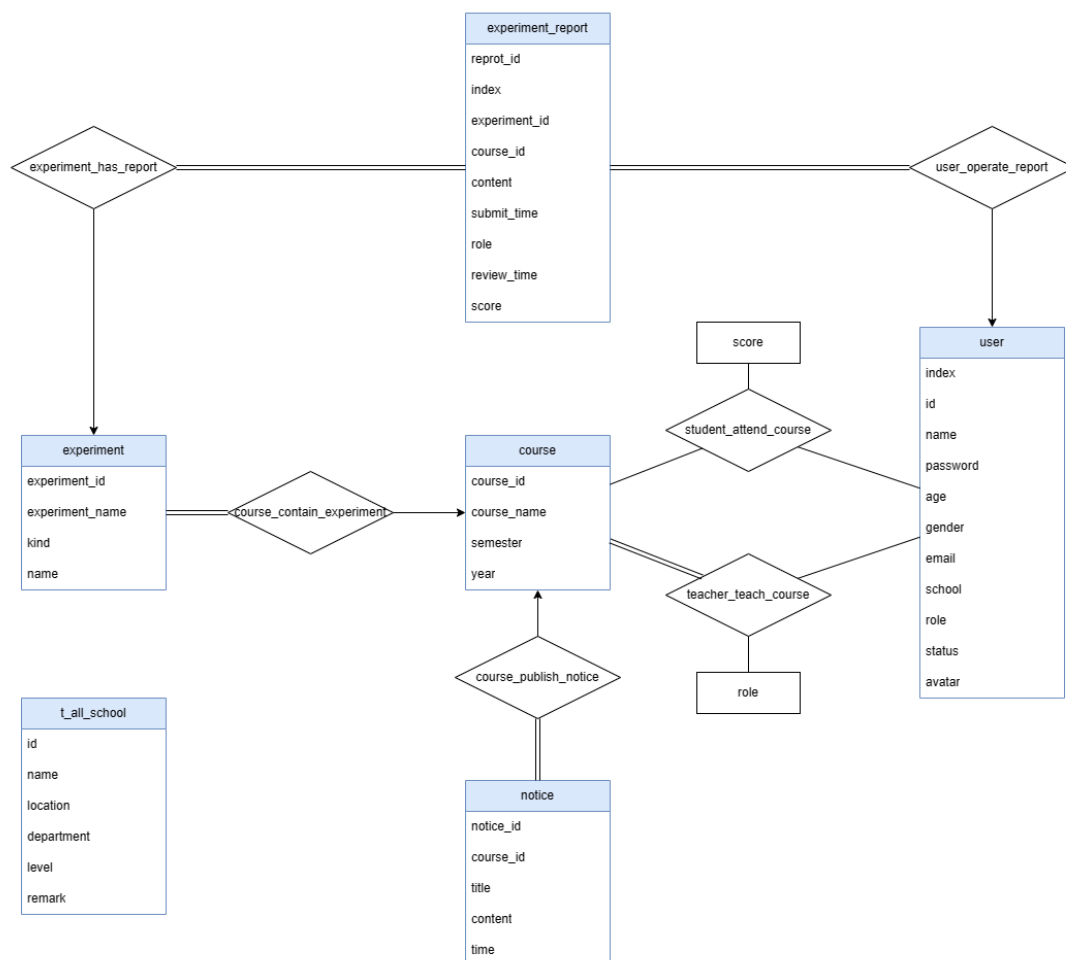 experiment_report
reprot_id
index
experiment_id
course_id
content
submit_time
role
review_time
score
experiment_has_report
user_operate_report
score
student_attend_course
user
index
id
name
password
age
gender
email
school
role
status
avatar
experiment
experiment_id
experiment_name
kind
name
course_contain_experiment
course
course_id
course_name
semester
year
teacher_teach_course
role
course_publish_notice
t_all_school
id
name
location
department
level
remark
notice
notice_id
course_id
title
content
time